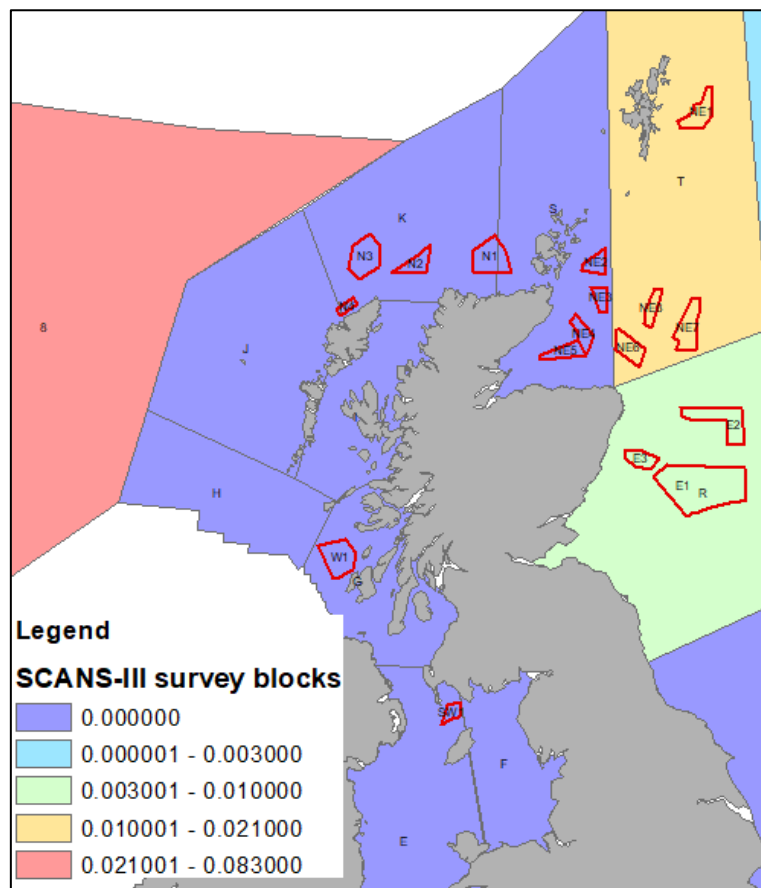 NE1
T
K
S
N3
N2
N1
NE2
NE3
8
NE8
NE7
NE4
NE6
J
NE5
I
E2
E3
E1
R
H
W1
G
SW1
F
E
Legend
SCANS-III survey blocks
0.000000
0.000001 - 0.003000
0.003001 - 0.010000
0.010001 - 0.021000
0.021001 - 0.083000